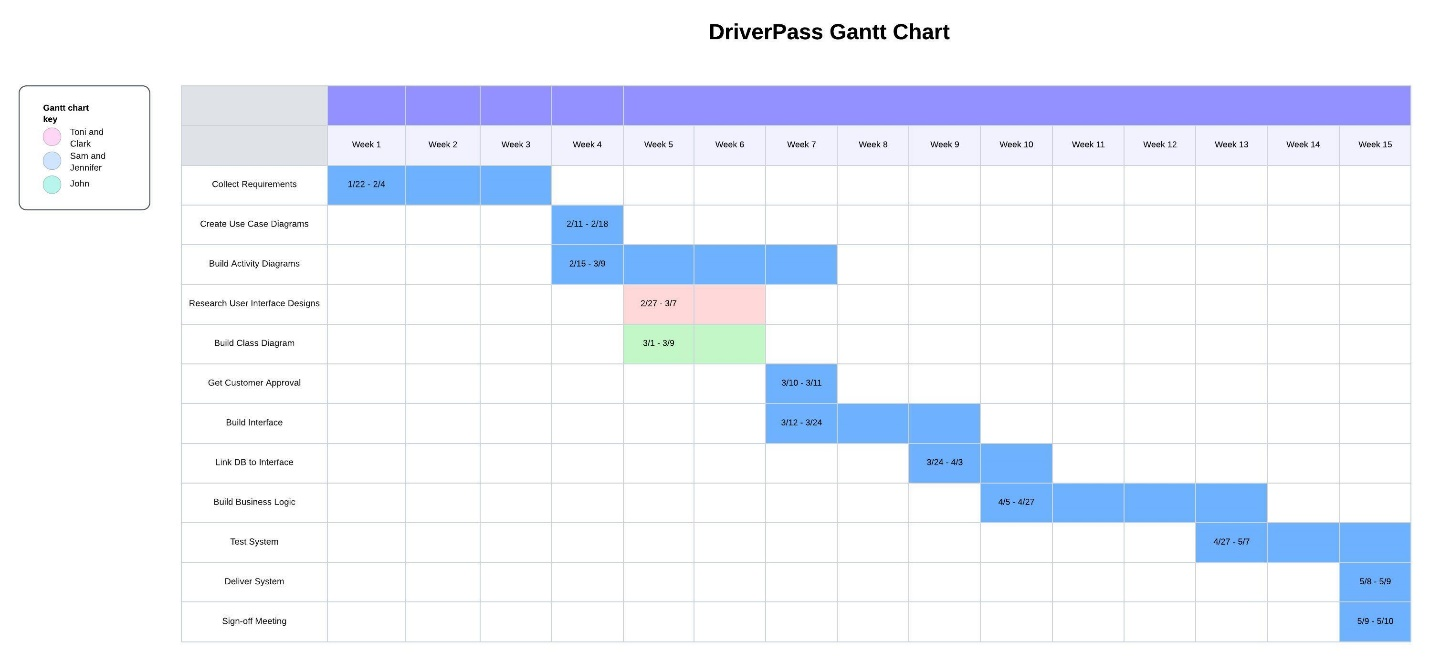 DriverPass Gantt Chart
Gantt chart
key
Toni and
Clark
Sam and
Jennifer
John
Week 1 Week 2 Week 3 Week 4 Week 5 Week 6 Week 7 Week 8 Week 9 Week 10 Week 11 Week 12 Week 13 Week 14 Week 15
Collect Requirements 1/22 - 2/4
Create Use Case Diagrams 2/11 - 2/18
Build Activity Diagrams 2/15 - 3/9
Research User Interface Designs 2/27 - 3/7
Build Class Diagram 3/1 - 3/9
Get Customer Approval 3/10 - 3/11
Build Interface 3/12 - 3/24
Link DB to Interface 3/24 - 4/3
Build Business Logic 4/5 - 4/27
Test System 4/27 - 5/7
Deliver System 5/8 - 5/9
Sign-off Meeting 5/9 - 5/10